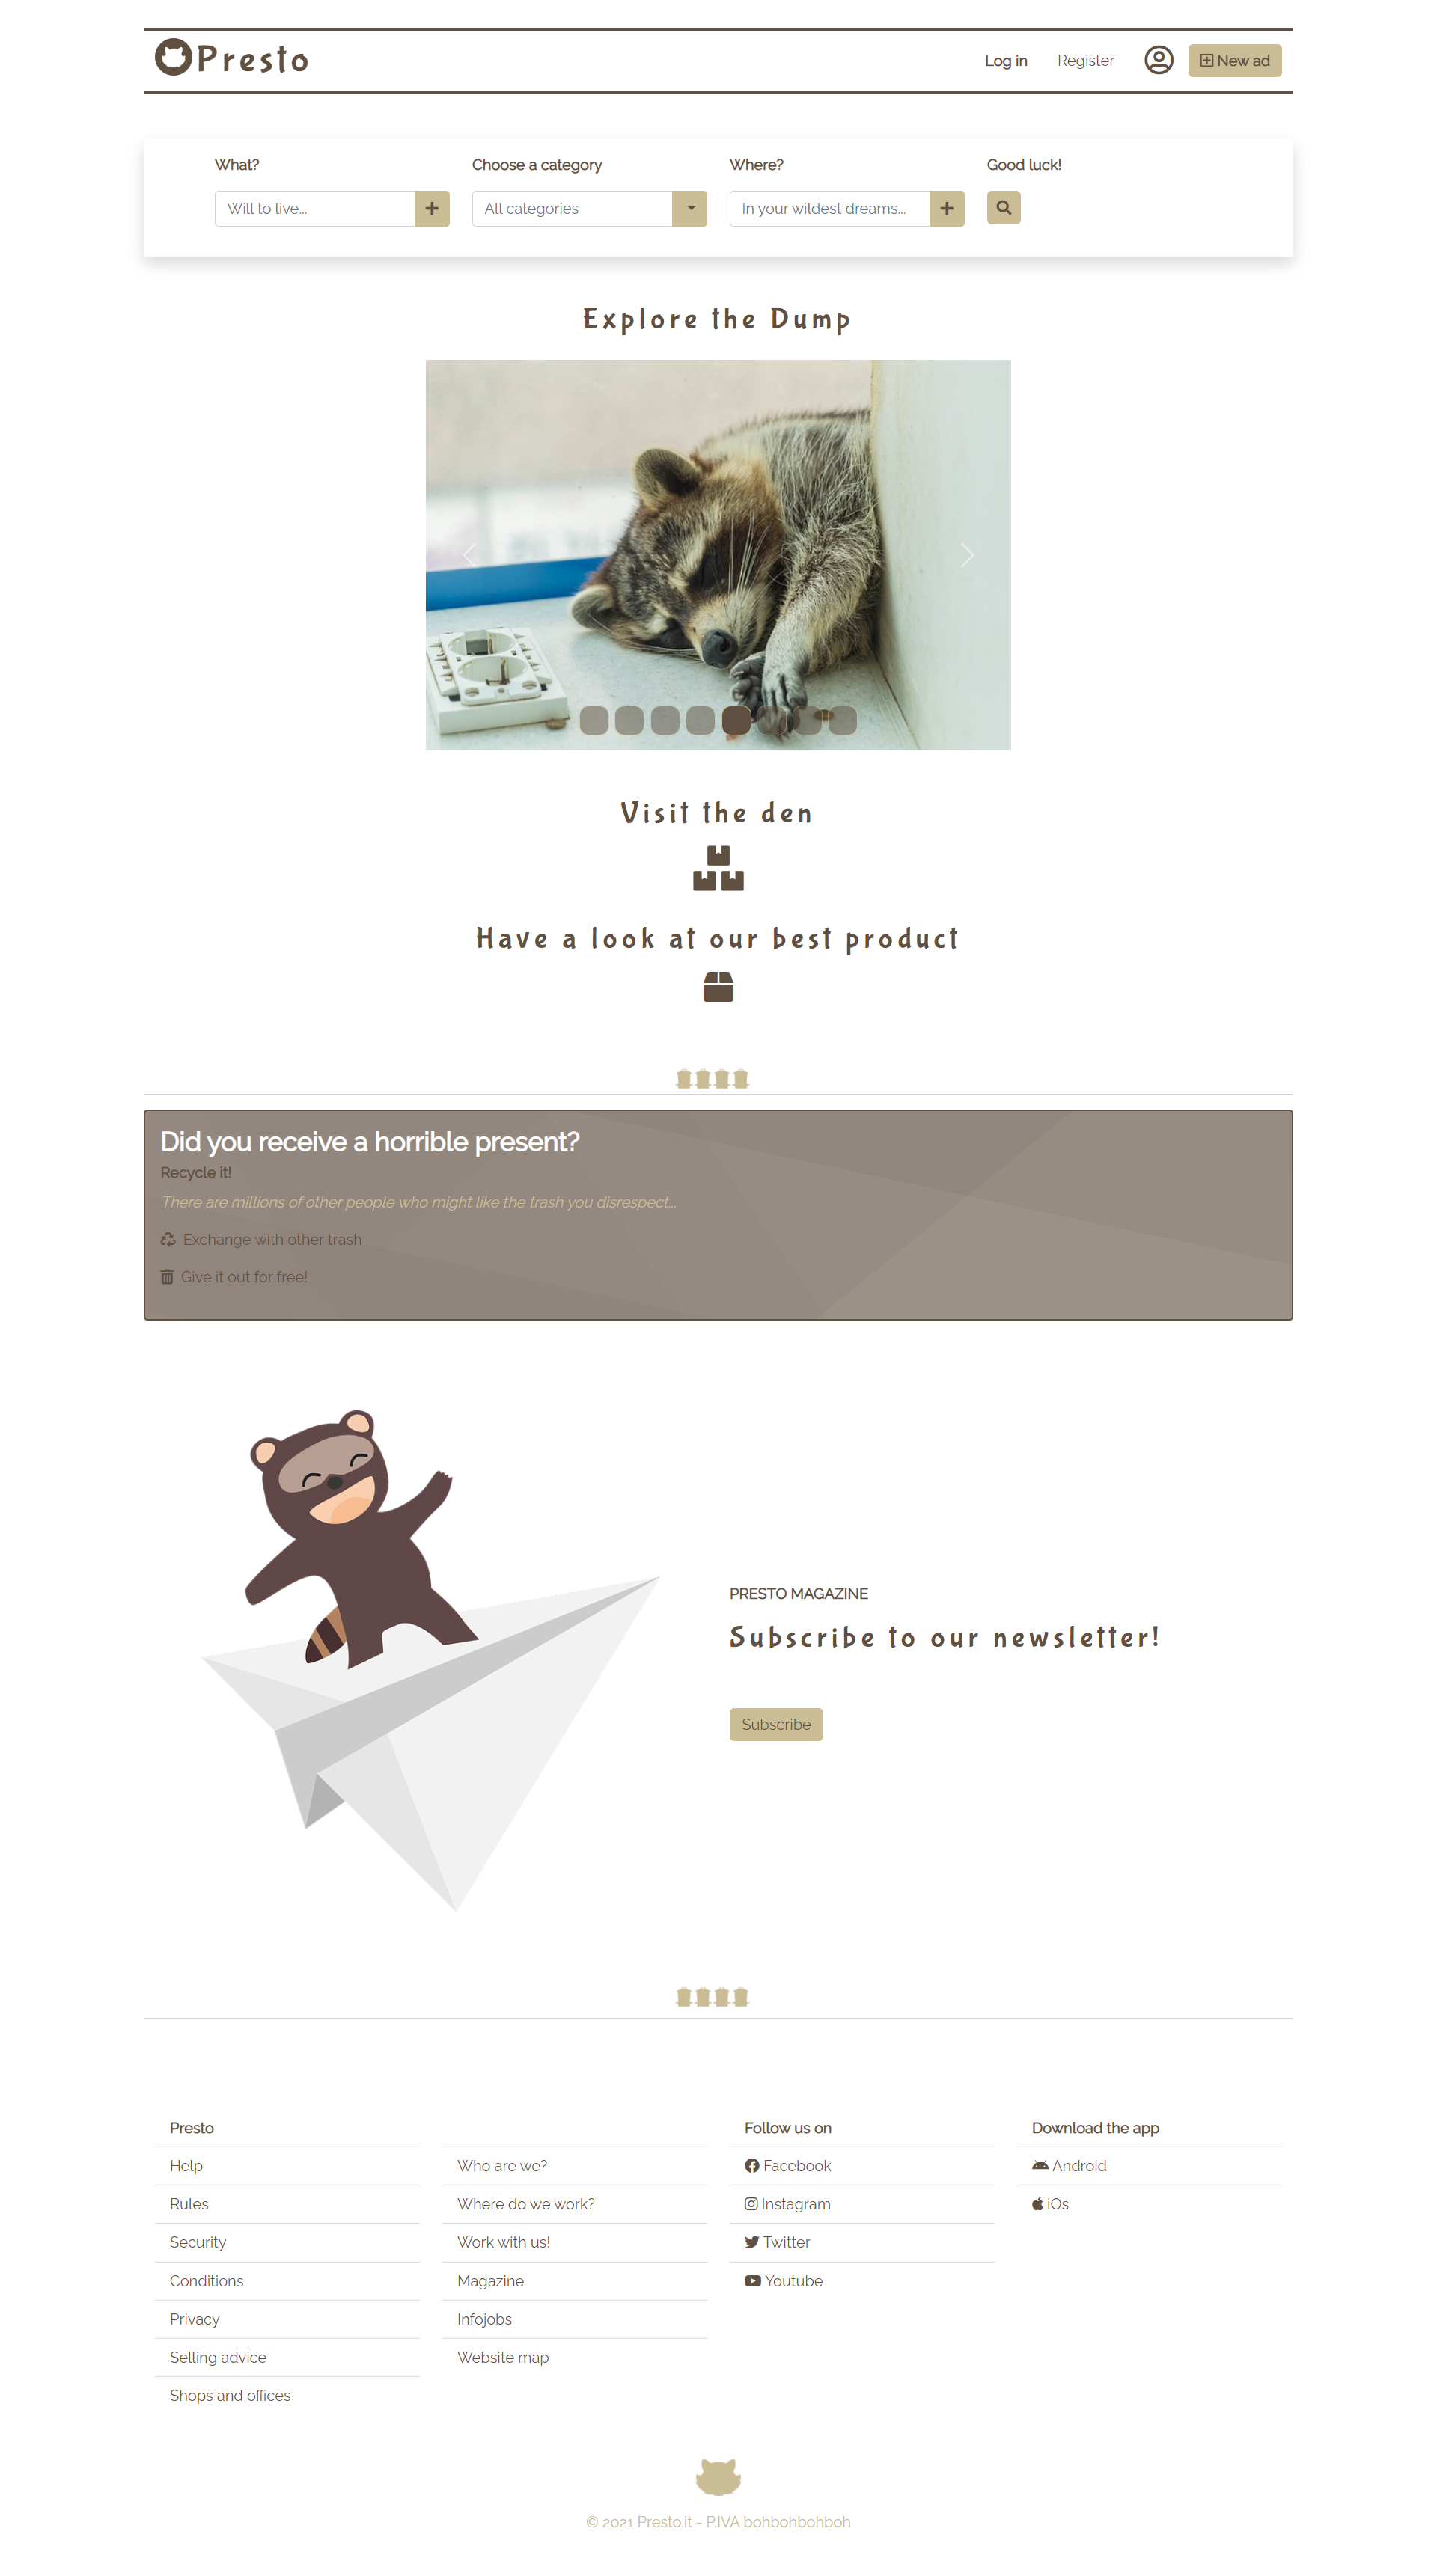 Presto
Log in
Register
New ad
What?
Choose a category
Where?
Good luck!
Will to live...
All categories
In your wildest dreams...
Explore the Dump
Visit the den
Have a look at our best product
Did you receive a horrible present?
Recycle it!
There are millions of other people who might like the trash you disrespect...
Exchange with other trash
Give it out for free!
PRESTO MAGAZINE
Subscribe to our newsletter!
Subscribe
Presto
Help
Rules
Security
Conditions
Privacy
Selling advice
Shops and offices
Who are we?
Where do we work?
Work with us!
Magazine
Infojobs
Website map
Follow us on
Facebook
Instagram
Twitter
Youtube
Download the app
Android
iOs
© 2021 Presto.it - P.IVA bohbohbohboh